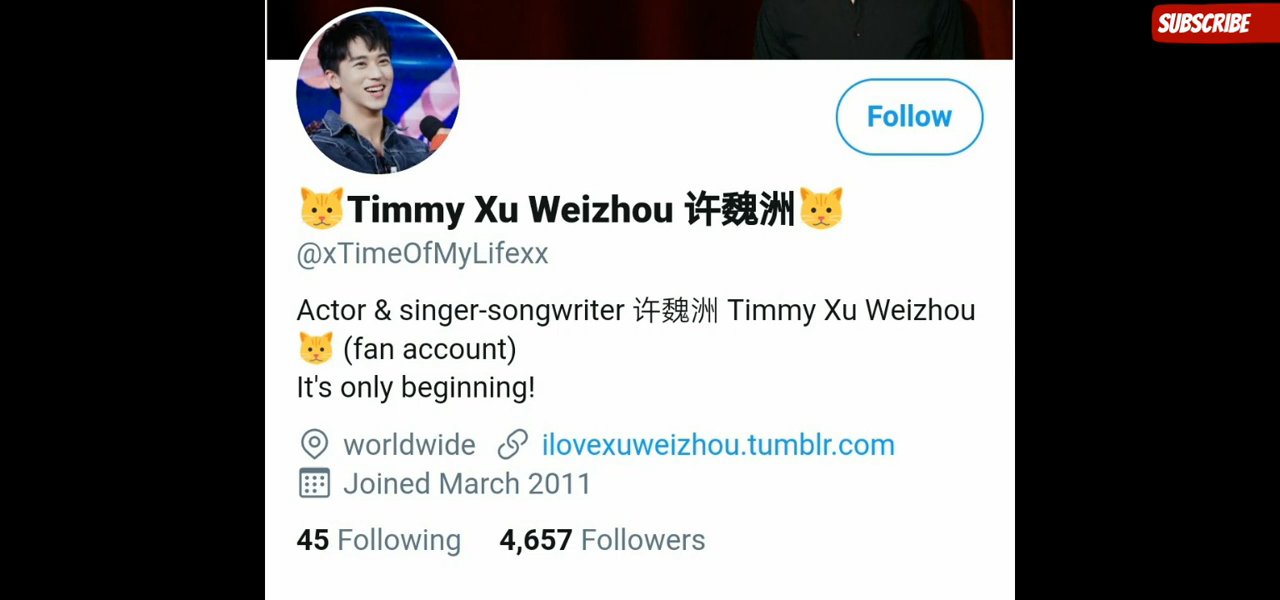 SUBSCRIBE
Follow
🐱Timmy Xu Weizhou 许魏洲🐱
@xTimeOfMyLifexx
Actor & singer-songwriter 许魏洲 Timmy Xu Weizhou
🐱 (fan account)
It's only beginning!
worldwide ilovexuweizhou.tumblr.com
Joined March 2011
45 Following 4,657 Followers